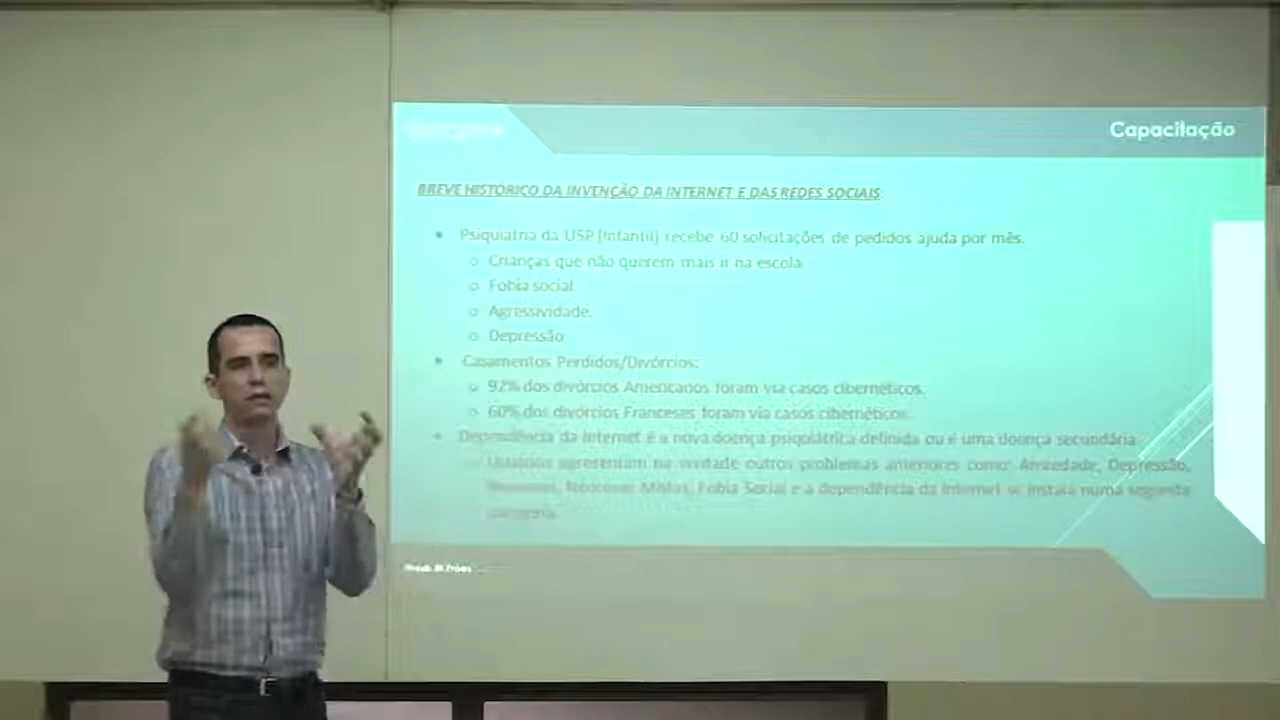 Capacitação
BREVE HISTÓRICO DA INVENÇÃO DA INTERNET E DAS REDES SOCIAIS
• Psiquiatria da USP (Infantil) recebe 60 solicitações de pedidos ajuda por mês.
o Crianças que não querem mais ir na escola
o Fobia social
o Agressividade.
o Depressão
• Casamentos Perdidos/Divórcios:
o 92% dos divórcios Americanos foram via casos cibernéticos.
o 60% dos divórcios Franceses foram via casos cibernéticos.
• Dependência da Internet é a nova doença psiquiátrica definida ou é uma doença secundária
Usuários apresentam na verdade outros problemas anteriores como: Ansiedade, Depressão,
Fobia Social e a dependência da Internet se instala numa segunda
categoria.